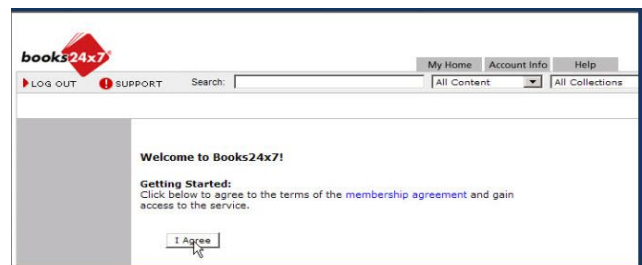 books24x7
My Home Account Info Help
LOG OUT SUPPORT Search: All Content All Collections
Welcome to Books24x7!
Getting Started:
Click below to agree to the terms of the membership agreement and gain
access to the service.
I Agree